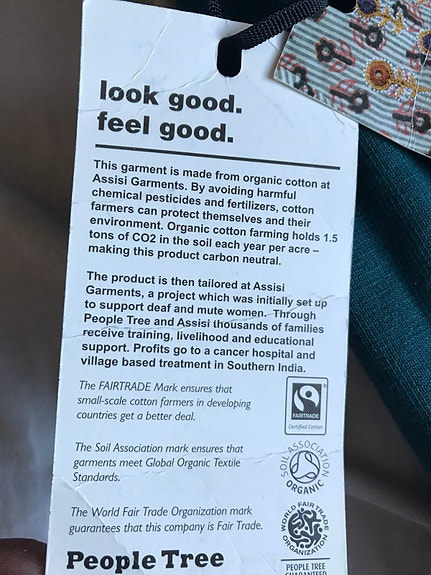 look good.
feel good.
This garment is made from organic cotton at
Assisi Garments. By avoiding harmful
chemical pesticides and fertilizers, cotton
farmers can protect themselves and their
environment. Organic cotton farming holds 1.5
tons of CO2 in the soil each year per acre –
making this product carbon neutral.
The product is then tailored at Assisi
Garments, a project which was initially set up
to support deaf and mute women. Through
People Tree and Assisi thousands of families
receive training, livelihood and educational
support. Profits go to a cancer hospital and
village based treatment in Southern India.
The FAIRTRADE Mark ensures that
small-scale cotton farmers in developing
countries get a better deal.
FAIRTRADE
Certified Cotton
The Soil Association mark ensures that
garments meet Global Organic Textile
Standards.
SOIL ASSOCIATION
ORGANIC
The World Fair Trade Organization mark
guarantees that this company is Fair Trade.
WORLD FAIR TRADE
ORGANIZATION
People Tree
PEOPLE TREE
GUARANTEED